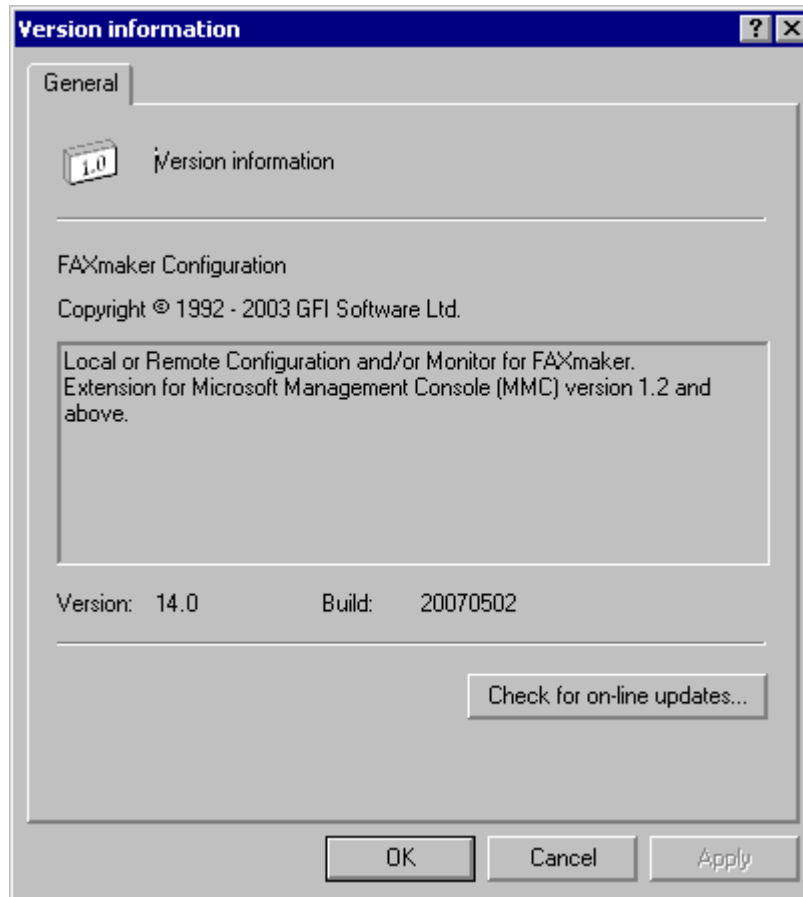 Version information
General
1.0
Version information
FAXmaker Configuration
Copyright © 1992 - 2003 GFI Software Ltd.
Local or Remote Configuration and/or Monitor for FAXmaker.
Extension for Microsoft Management Console (MMC) version 1.2 and
above.
Version: 14.0 Build: 20070502
Check for on-line updates...
OK Cancel Apply